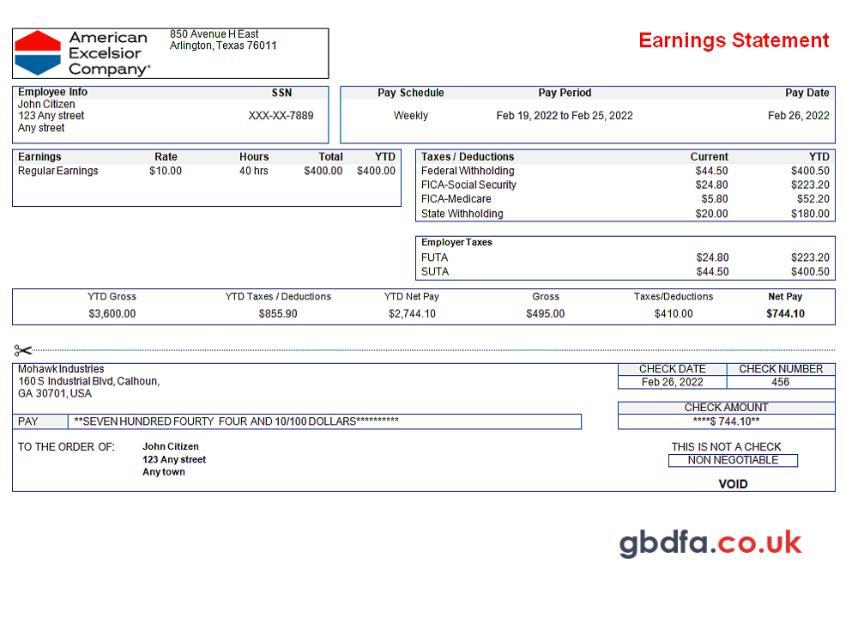 American
Excelsior
Company
850 Avenue H East
Arlington, Texas 76011
Earnings Statement
Employee Info SSN
John Citizen
123 Any street XXX-XX-7889
Any street
Pay Schedule Pay Period Pay Date
Weekly Feb 19, 2022 to Feb 25, 2022 Feb 26, 2022
Earnings Rate Hours Total YTD
Regular Earnings $10.00 40 hrs $400.00 $400.00
Taxes / Deductions Current YTD
Federal Withholding $44.50 $400.50
FICA-Social Security $24.80 $223.20
FICA-Medicare $5.80 $52.20
State Withholding $20.00 $180.00
Employer Taxes
FUTA $24.80 $223.20
SUTA $44.50 $400.50
YTD Gross YTD Taxes / Deductions YTD Net Pay Gross Taxes/Deductions Net Pay
$3,600.00 $855.90 $2,744.10 $495.00 $410.00 $744.10
Mohawk Industries
160 S Industrial Blvd, Calhoun,
GA 30701, USA
CHECK DATE CHECK NUMBER
Feb 26, 2022 456
CHECK AMOUNT
****$ 744.10**
PAY **SEVEN HUNDRED FOURTY FOUR AND 10/100 DOLLARS**********
TO THE ORDER OF: John Citizen
123 Any street
Any town
THIS IS NOT A CHECK
NON NEGOTIABLE
VOID
gbdfa.co.uk